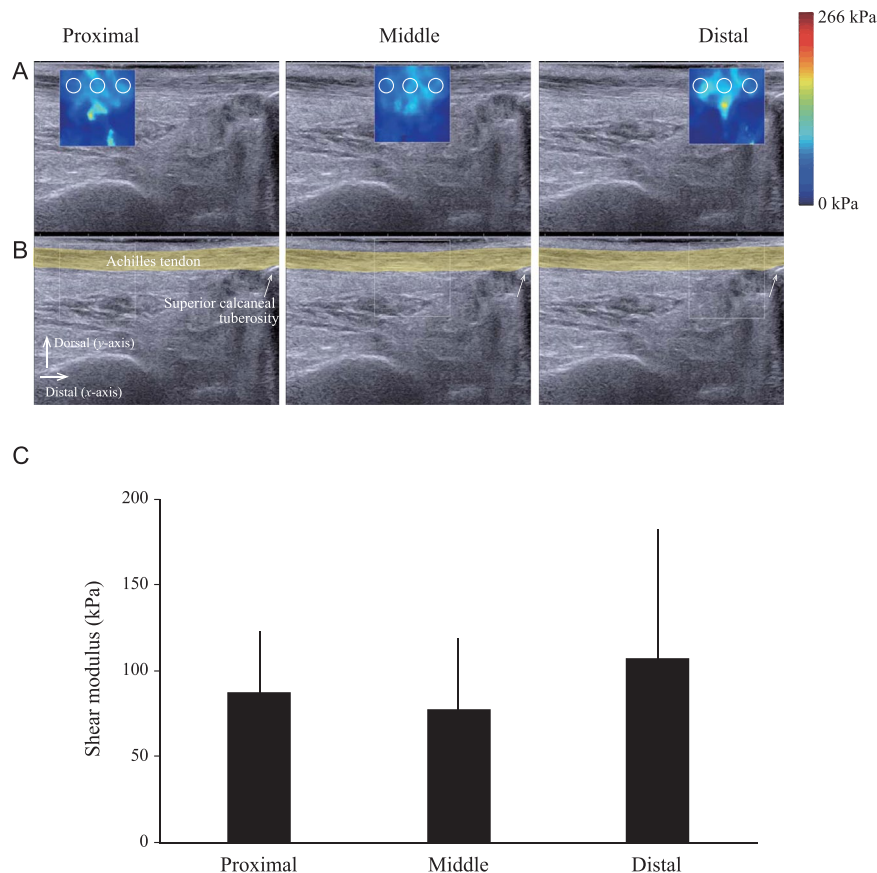 Proximal
Middle
Distal
266 kPa
0 kPa
A
B
Achilles tendon
Superior calcaneal
tuberosity
Dorsal (y-axis)
Distal (x-axis)
C
200
150
100
50
0
Shear modulus (kPa)
Proximal
Middle
Distal